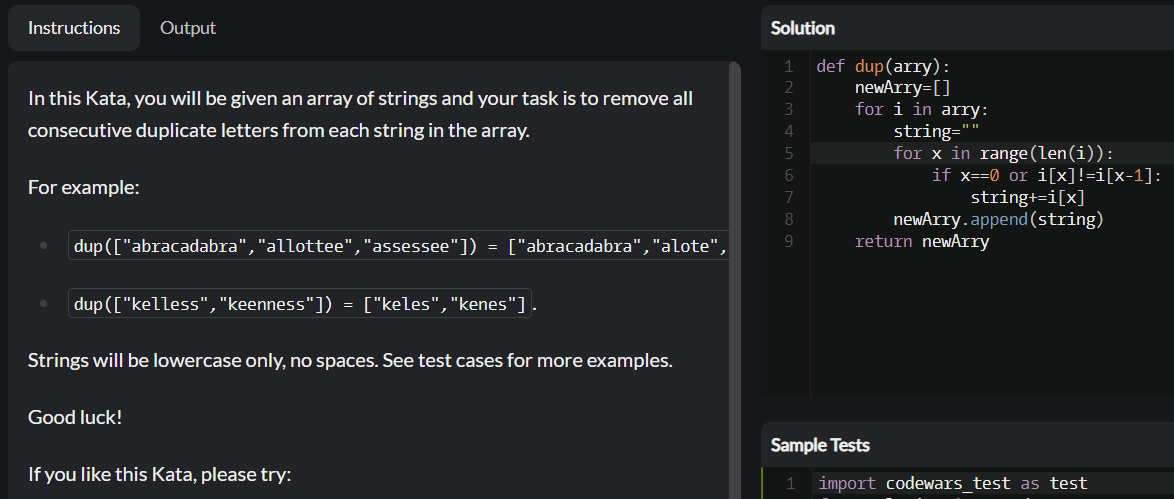 Instructions
Output
In this Kata, you will be given an array of strings and your task is to remove all
consecutive duplicate letters from each string in the array.
For example:
dup(["abracadabra","allottee","assessee"]) = ["abracadabra","alote",
dup(["kelless","keenness"]) = ["keles","kenes"].
Strings will be lowercase only, no spaces. See test cases for more examples.
Good luck!
If you like this Kata, please try:
Solution
1 def dup(arry):
2     newArry=[]
3     for i in arry:
4         string=""
5         for x in range(len(i)):
6             if x==0 or i[x]!=i[x-1]:
7                 string+=i[x]
8         newArry.append(string)
9     return newArry
Sample Tests
1 import codewars_test as test